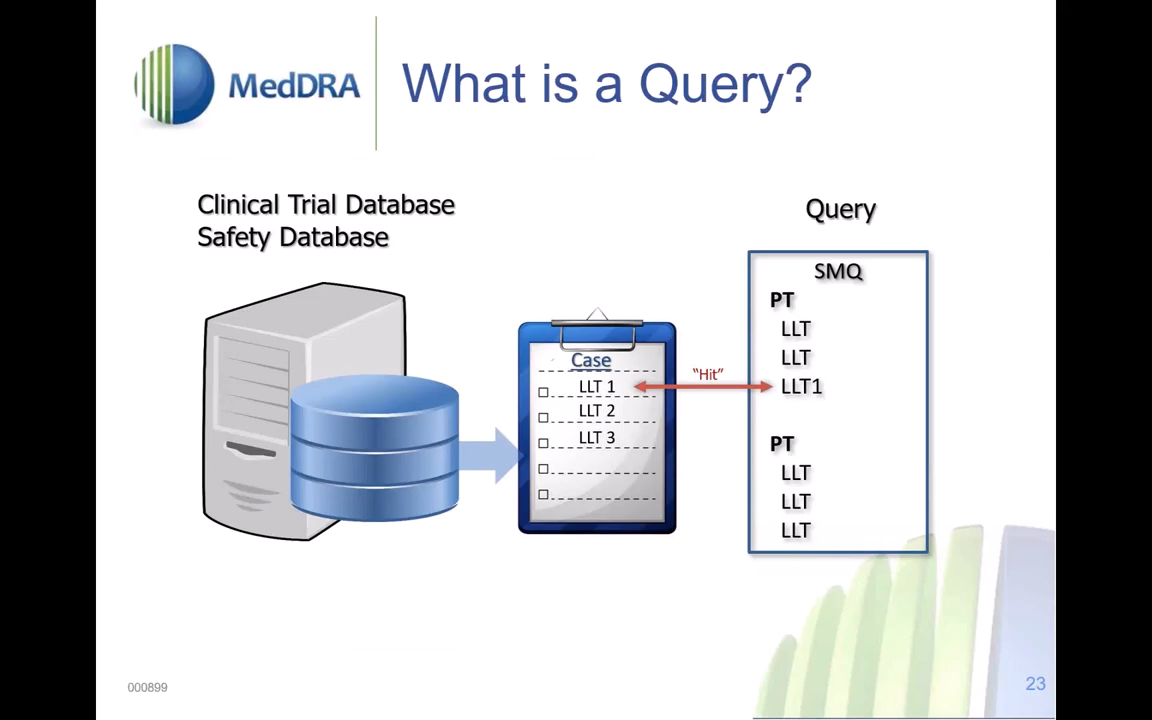 MedDRA
What is a Query?
Clinical Trial Database
Safety Database
Query
Case
LLT 1
LLT 2
LLT 3
"Hit"
SMQ
PT
LLT
LLT
LLT1
PT
LLT
LLT
LLT
000899
23